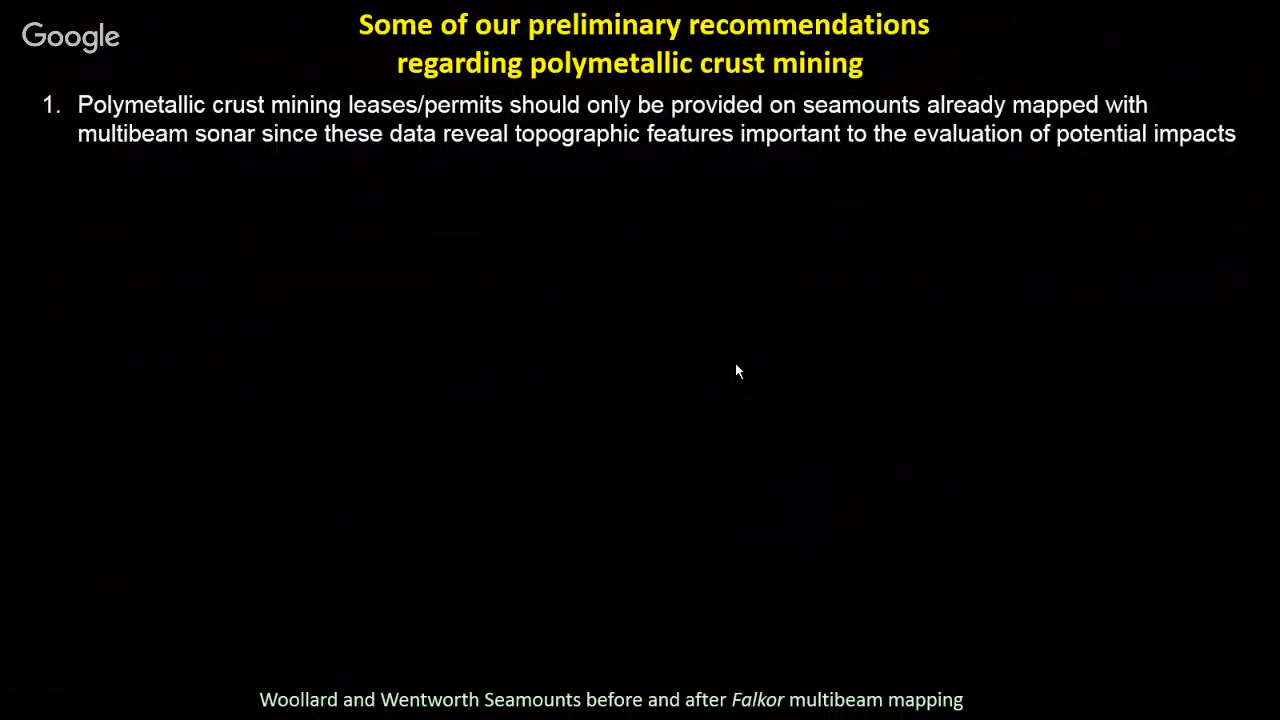 Google
Some of our preliminary recommendations
regarding polymetallic crust mining
1. Polymetallic crust mining leases/permits should only be provided on seamounts already mapped with
multibeam sonar since these data reveal topographic features important to the evaluation of potential impacts
Woollard and Wentworth Seamounts before and after Falkor multibeam mapping